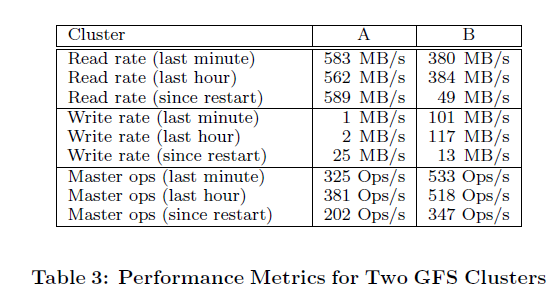 Cluster A B
Read rate (last minute) 583 MB/s 380 MB/s
Read rate (last hour) 562 MB/s 384 MB/s
Read rate (since restart) 589 MB/s 49 MB/s
Write rate (last minute) 1 MB/s 101 MB/s
Write rate (last hour) 2 MB/s 117 MB/s
Write rate (since restart) 25 MB/s 13 MB/s
Master ops (last minute) 325 Ops/s 533 Ops/s
Master ops (last hour) 381 Ops/s 518 Ops/s
Master ops (since restart) 202 Ops/s 347 Ops/s
Table 3: Performance Metrics for Two GFS Clusters